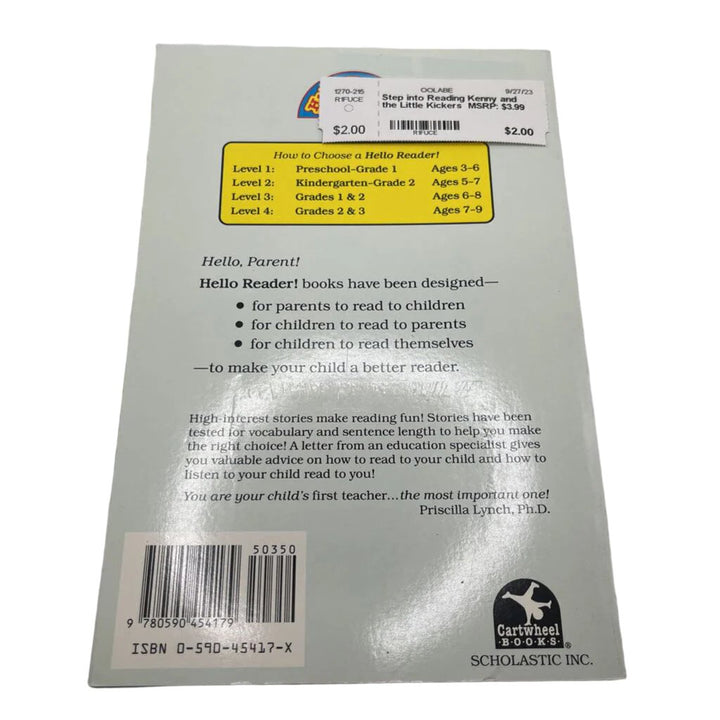 1270-215 OOLABE 9/27/23
R1FUCE Step into Reading Kenny and
the Little Kickers MSRP: $3.99
$2.00 R1FUCE $2.00
How to Choose a Hello Reader!
Level 1: Preschool-Grade 1 Ages 3-6
Level 2: Kindergarten-Grade 2 Ages 5-7
Level 3: Grades 1 & 2 Ages 6-8
Level 4: Grades 2 & 3 Ages 7-9
Hello, Parent!
Hello Reader! books have been designed—
• for parents to read to children
• for children to read to parents
• for children to read themselves
—to make your child a better reader.
High-interest stories make reading fun! Stories have been
tested for vocabulary and sentence length to help you make
the right choice! A letter from an education specialist gives
you valuable advice on how to read to your child and how to
listen to your child read to you!
You are your child's first teacher...the most important one!
Priscilla Lynch, Ph.D.
50350
9 780590 454179
ISBN 0-590-45417-X
Cartwheel
B·O·O·K·S ®
SCHOLASTIC INC.